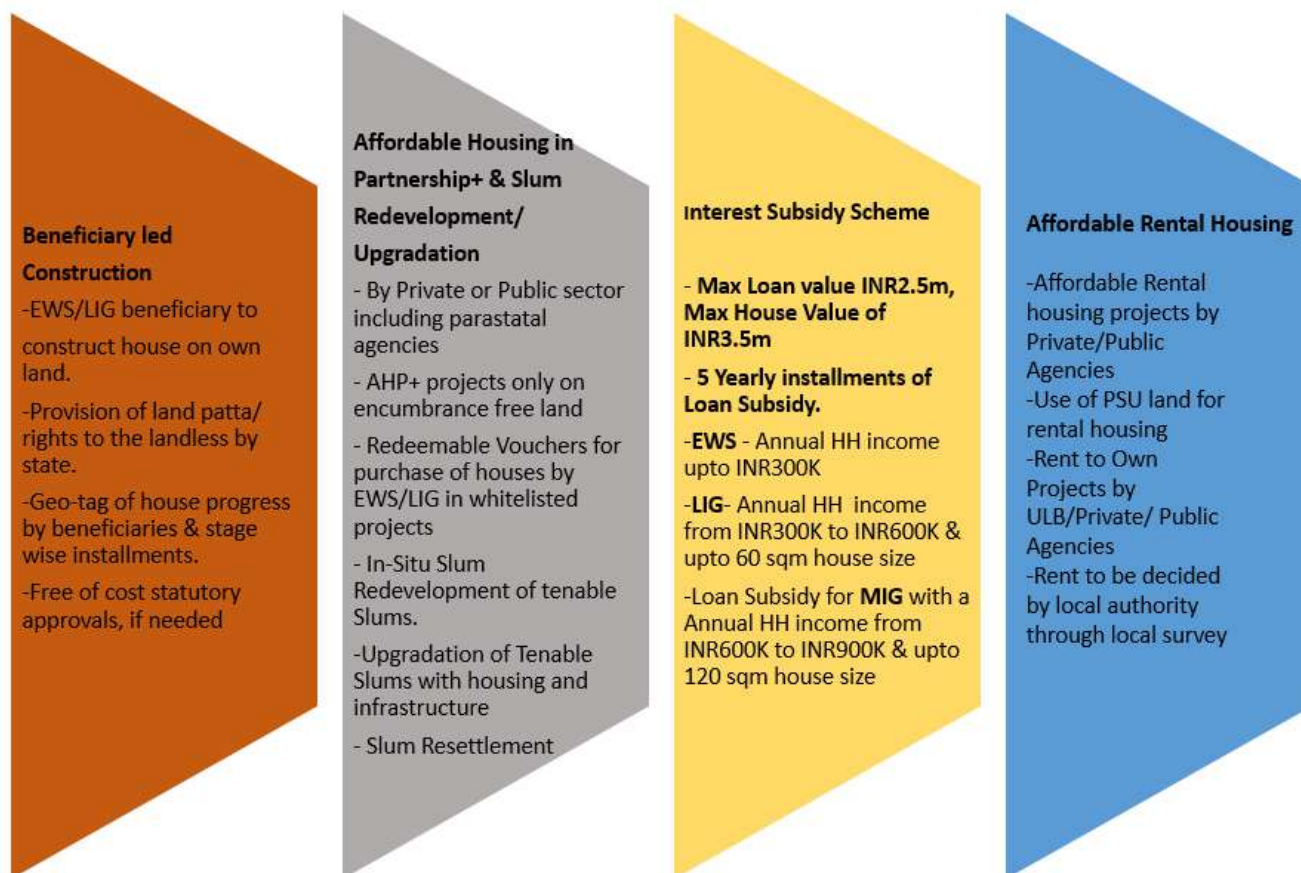 Beneficiary led
Construction
-EWS/LIG beneficiary to
construct house on own
land.
-Provision of land patta/
rights to the landless by
state.
-Geo-tag of house progress
by beneficiaries & stage
wise installments.
-Free of cost statutory
approvals, if needed
Affordable Housing in
Partnership+ & Slum
Redevelopment/
Upgradation
- By Private or Public sector
including parastatal
agencies
- AHP+ projects only on
encumbrance free land
- Redeemable Vouchers for
purchase of houses by
EWS/LIG in whitelisted
projects
- In-Situ Slum
Redevelopment of tenable
Slums.
-Upgradation of Tenable
Slums with housing and
infrastructure
- Slum Resettlement
Interest Subsidy Scheme
- Max Loan value INR2.5m,
Max House Value of
INR3.5m
- 5 Yearly installments of
Loan Subsidy.
-EWS - Annual HH income
upto INR300K
-LIG- Annual HH income
from INR300K to INR600K &
upto 60 sqm house size
-Loan Subsidy for MIG with a
Annual HH income from
INR600K to INR900K & upto
120 sqm house size
Affordable Rental Housing
-Affordable Rental
housing projects by
Private/Public
Agencies
-Use of PSU land for
rental housing
-Rent to Own
Projects by
ULB/Private/ Public
Agencies
-Rent to be decided
by local authority
through local survey